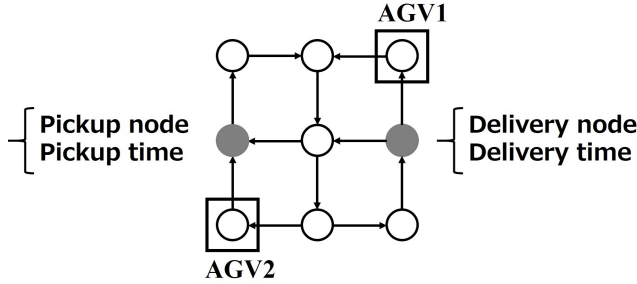 AGV1
Pickup node
Pickup time
Delivery node
Delivery time
AGV2